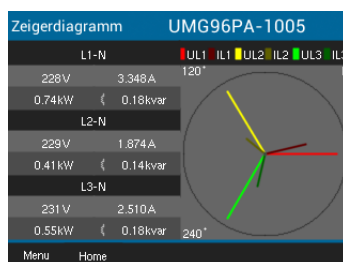 Zeigerdiagramm UMG96PA-1005
L1-N UL1 IL1 UL2 IL2 UL3 IL
120°
228V 3.348A
0.74kW 0.18kvar
L2-N
229V 1.874A
0.41kW 0.14kvar
L3-N
231V 2.510A
0.55kW 0.18kvar
240°
Menu Home